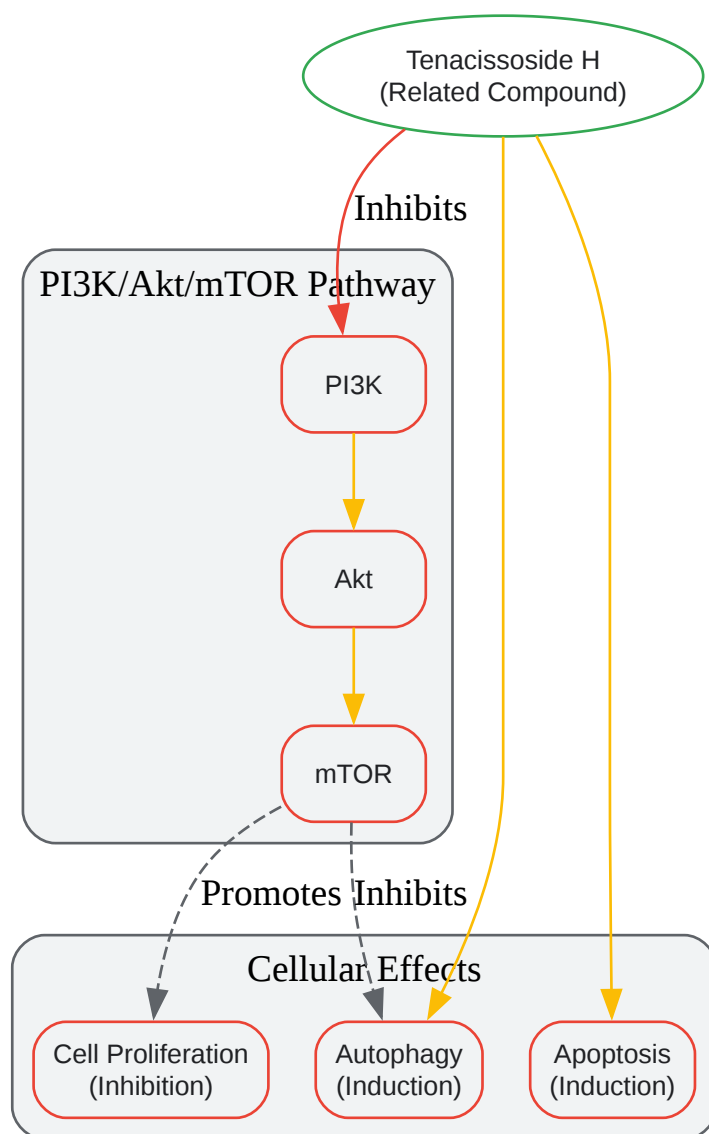 Tenacissoside H
(Related Compound)
Inhibits
PI3K/Akt/mTOR Pathway
PI3K
Akt
mTOR
Promotes
Inhibits
Cellular Effects
Cell Proliferation
(Inhibition)
Autophagy
(Induction)
Apoptosis
(Induction)